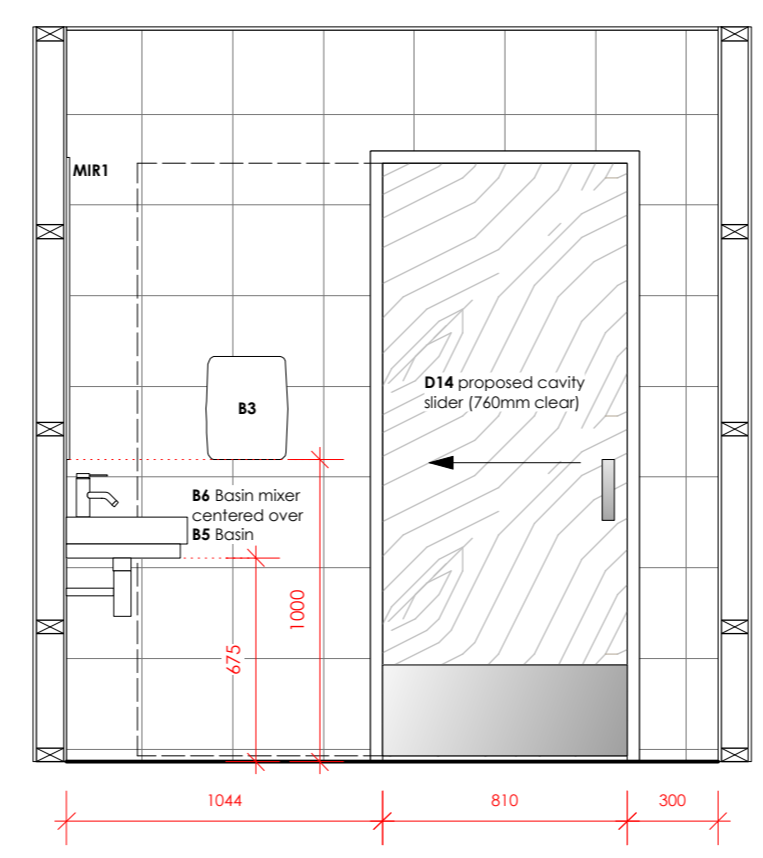 MIR1
B3
D14 proposed cavity
slider (760mm clear)
B6 Basin mixer
centered over
B5 Basin
1000
675
1044
810
300